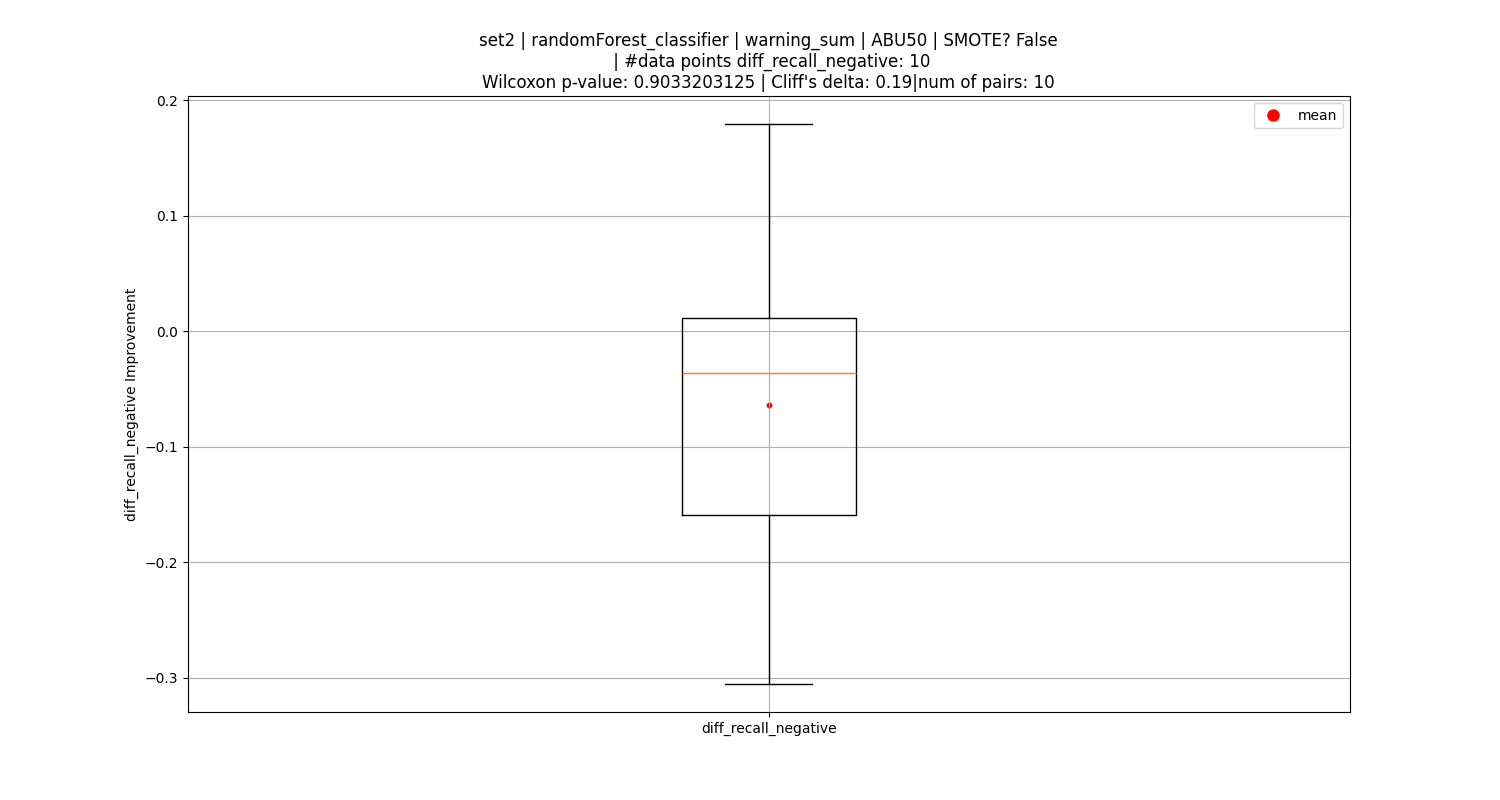 set2 | randomForest_classifier | warning_sum | ABU50 | SMOTE? False
| #data points diff_recall_negative: 10
Wilcoxon p-value: 0.9033203125 | Cliff's delta: 0.19|num of pairs: 10
mean
0.2
0.1
0.0
−0.1
−0.2
−0.3
diff_recall_negative Improvement
diff_recall_negative